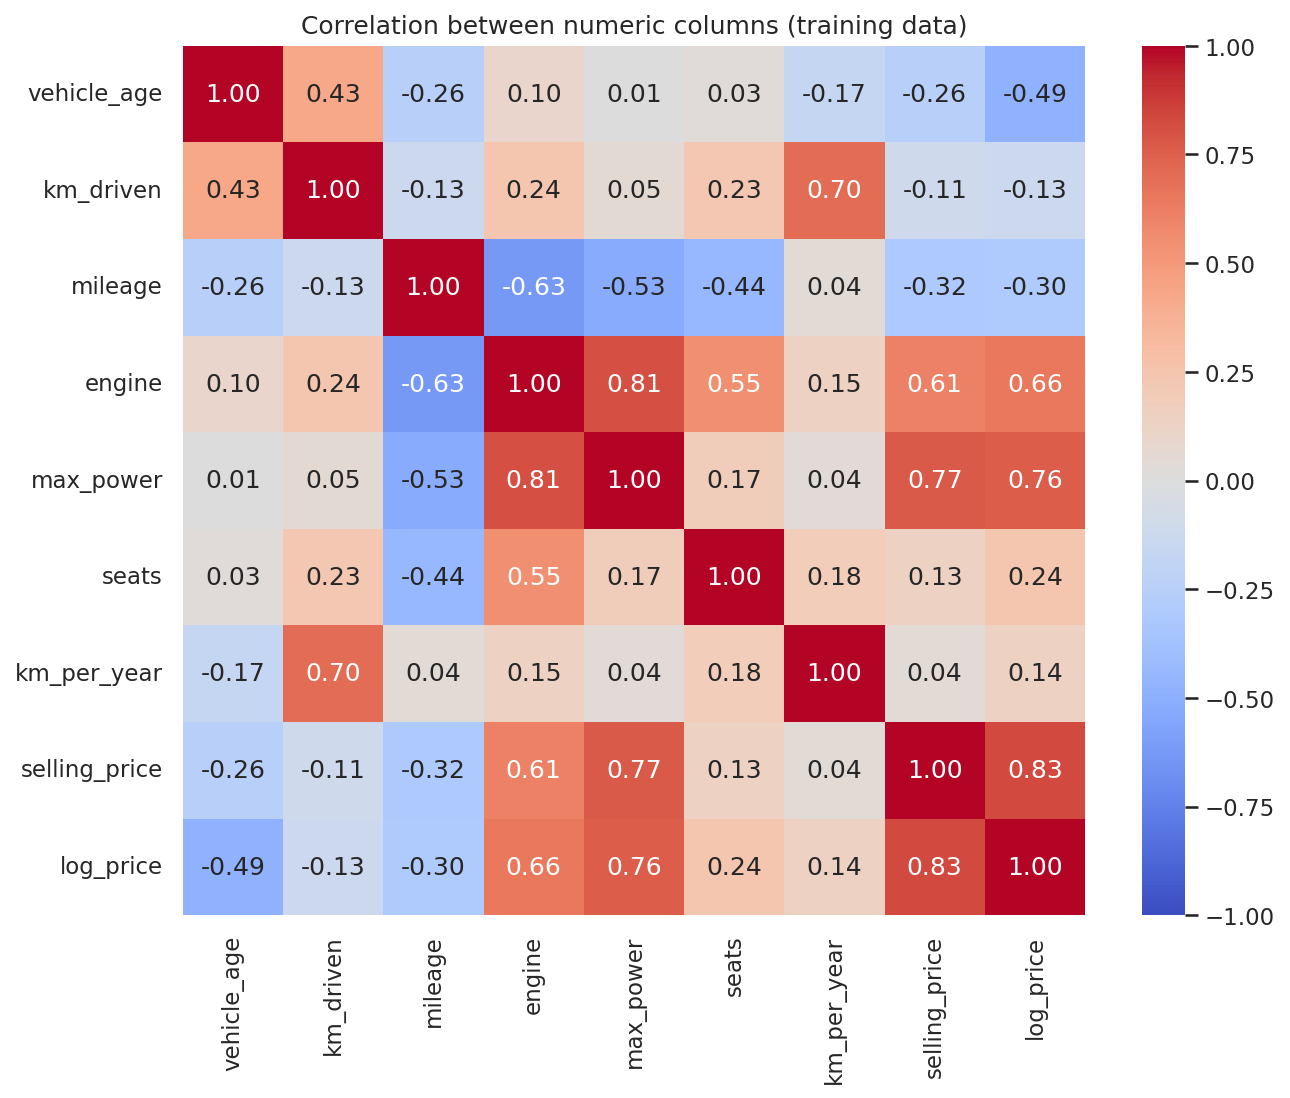 Correlation between numeric columns (training data)
vehicle_age 1.00 0.43 -0.26 0.10 0.01 0.03 -0.17 -0.26 -0.49
km_driven 0.43 1.00 -0.13 0.24 0.05 0.23 0.70 -0.11 -0.13
mileage -0.26 -0.13 1.00 -0.63 -0.53 -0.44 0.04 -0.32 -0.30
engine 0.10 0.24 -0.63 1.00 0.81 0.55 0.15 0.61 0.66
max_power 0.01 0.05 -0.53 0.81 1.00 0.17 0.04 0.77 0.76
seats 0.03 0.23 -0.44 0.55 0.17 1.00 0.18 0.13 0.24
km_per_year -0.17 0.70 0.04 0.15 0.04 0.18 1.00 0.04 0.14
selling_price -0.26 -0.11 -0.32 0.61 0.77 0.13 0.04 1.00 0.83
log_price -0.49 -0.13 -0.30 0.66 0.76 0.24 0.14 0.83 1.00
vehicle_age km_driven mileage engine max_power seats km_per_year selling_price log_price
1.00
0.75
0.50
0.25
0.00
−0.25
−0.50
−0.75
−1.00